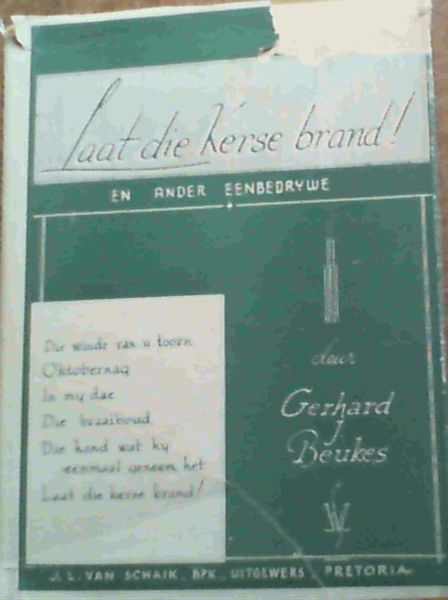 Laat die kerse brand!
EN ANDER EENBEDRYWE
Die winde van u toorn
Oktobernag
In my dae
Die braaiboud
Die hand wat hy
eenmaal geneem het
Laat die kerse brand!
deur
Gerhard
J
Beukes
J. L. VAN SCHAIK, BPK., UITGEWERS PRETORIA